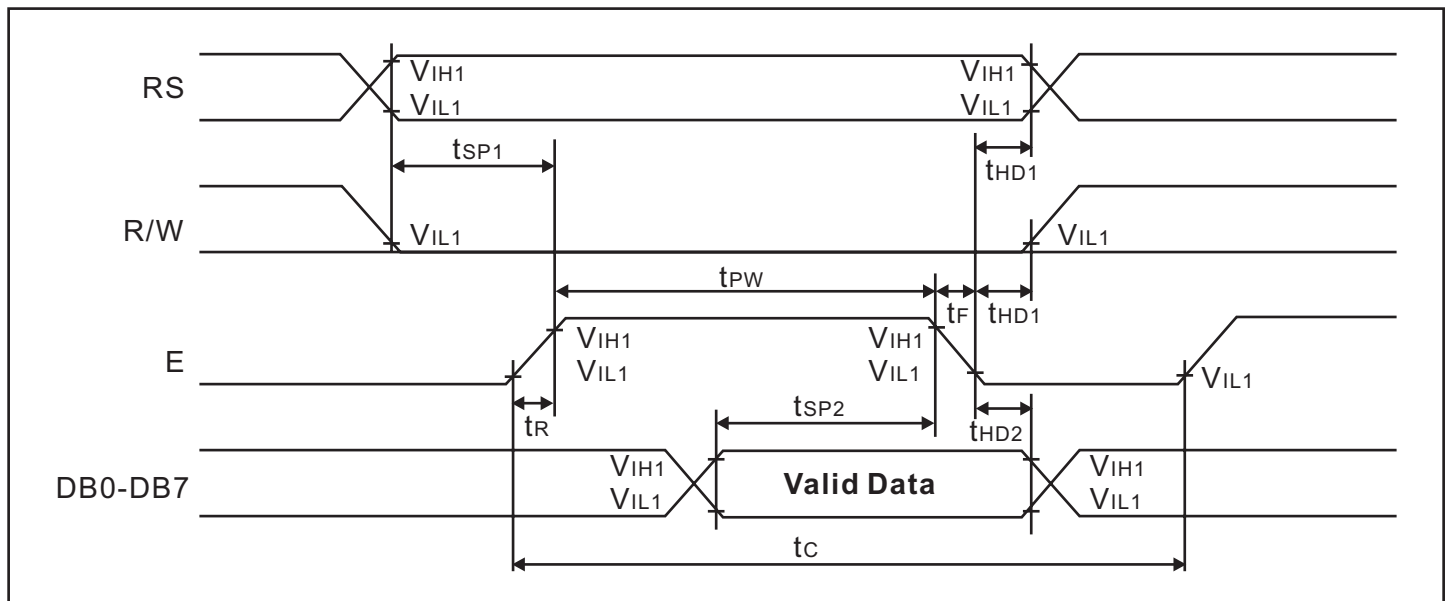 RS
VIH1
VIL1
VIH1
VIL1
tSP1
tHD1
R/W
VIL1
VIL1
tPW
tF
tHD1
E
VIH1
VIL1
VIH1
VIL1
VIL1
tR
tSP2
tHD2
DB0-DB7
VIH1
VIL1
Valid Data
VIH1
VIL1
tC